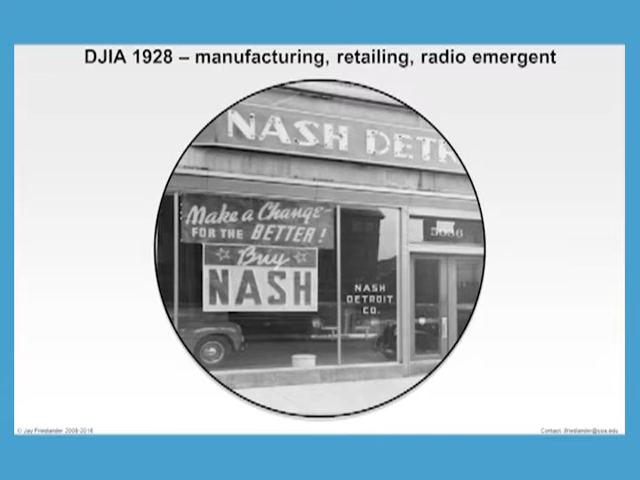 DJIA 1928 – manufacturing, retailing, radio emergent
NASH DETR
Make a Change
FOR THE BETTER!
Buy
NASH
NASH
DETROIT
CO.
© Jay Friedlander 2008-2016
Contact: jfriedlander@coa.edu